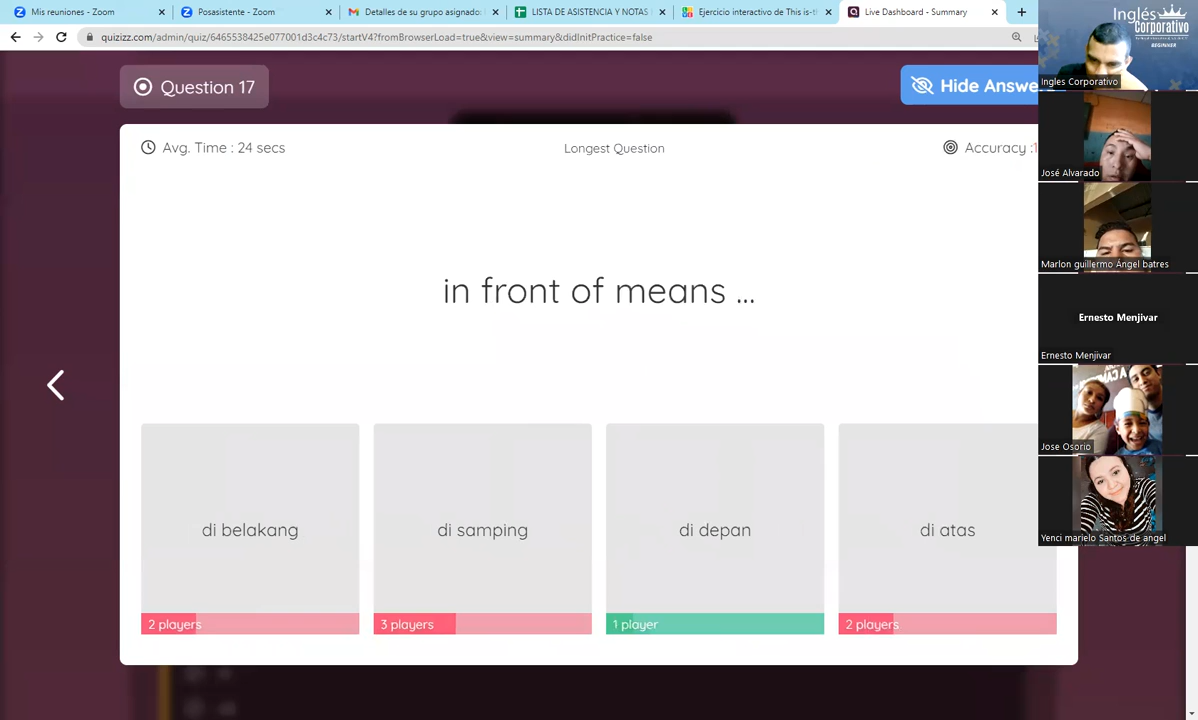 Mis reuniones - Zoom
Posasistente - Zoom
Detalles de su grupo asignado:
LISTA DE ASISTENCIA Y NOTAS
Ejercicio interactivo de This is-t
Live Dashboard - Summary
quizizz.com/admin/quiz/6465538425e077001d3c4c73/startV4?fromBrowserLoad=true&view=summary&didInitPractice=false
Question 17
Hide Answe
Avg. Time : 24 secs
Longest Question
Accuracy :1
in front of means ...
di belakang
di samping
di depan
di atas
2 players
3 players
1 player
2 players
Inglés
Corporativo
BEGINNER
Ingles Corporativo
José Alvarado
Marlon guillermo Ángel batres
Ernesto Menjivar
Ernesto Menjivar
Jose Osorio
Yenci marielo Santos de angel